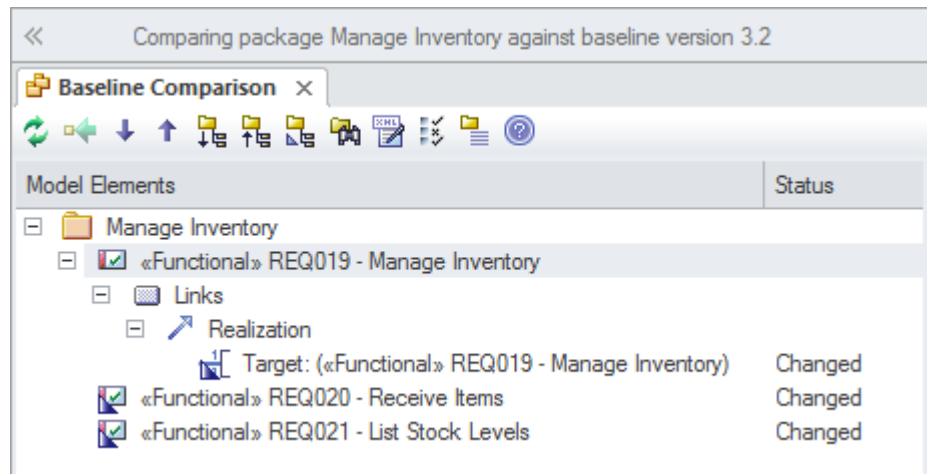 Comparing package Manage Inventory against baseline version 3.2
Baseline Comparison
Model Elements Status
Manage Inventory
«Functional» REQ019 - Manage Inventory
Links
Realization
Target: («Functional» REQ019 - Manage Inventory) Changed
«Functional» REQ020 - Receive Items Changed
«Functional» REQ021 - List Stock Levels Changed